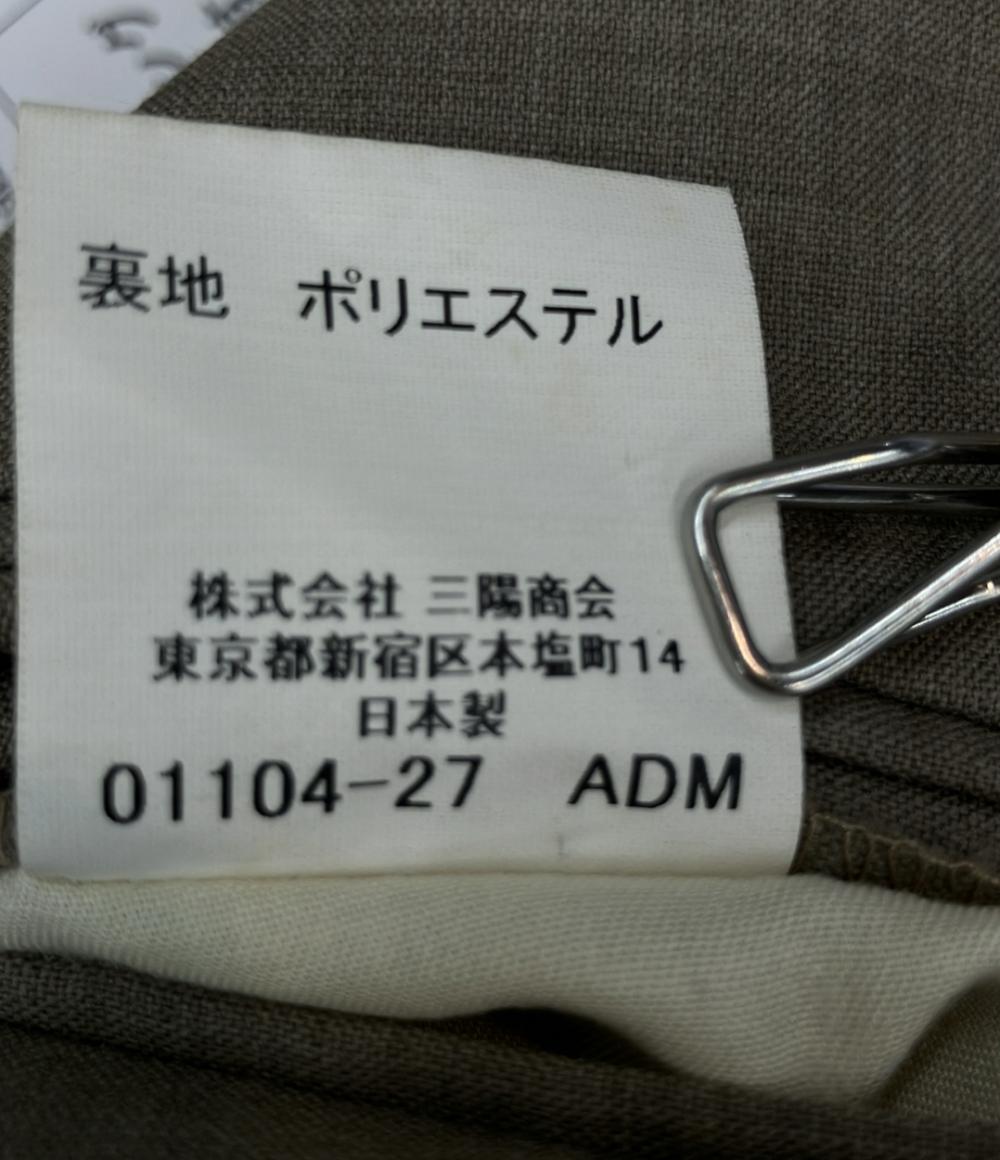 裏地 ポリエステル
株式会社 三陽商会
東京都新宿区本塩町14
日本製
01104-27 ADM